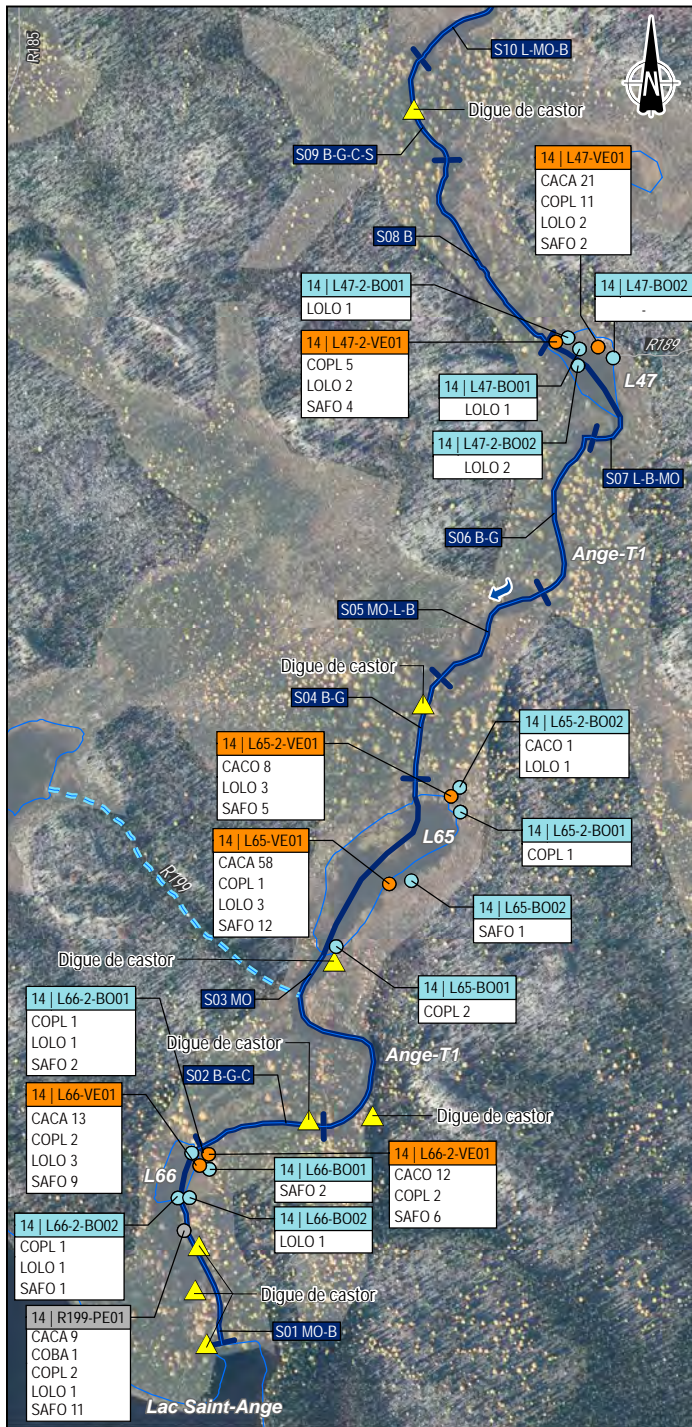 S10 L-MO-B
R185
N
Digue de castor
S09 B-G-C-S
14 | L47-VE01
CACA 21
COPL 11
LOLO 2
SAFO 2
S08 B
14 | L47-2-BO01
LOLO 1
14 | L47-BO02
-
14 | L47-2-VE01
COPL 5
LOLO 2
SAFO 4
R189
L47
14 | L47-BO01
LOLO 1
14 | L47-2-BO02
LOLO 2
S07 L-B-MO
S06 B-G
Ange-T1
S05 MO-L-B
Digue de castor
S04 B-G
14 | L65-2-BO02
CACO 1
LOLO 1
14 | L65-2-VE01
CACO 8
LOLO 3
SAFO 5
L65
14 | L65-2-BO01
COPL 1
14 | L65-VE01
CACA 58
COPL 1
LOLO 3
SAFO 12
R199
14 | L65-BO02
SAFO 1
Digue de castor
14 | L65-BO01
COPL 2
S03 MO
14 | L66-2-BO01
COPL 1
LOLO 1
SAFO 2
Digue de castor
Ange-T1
S02 B-G-C
14 | L66-VE01
CACA 13
COPL 2
LOLO 3
SAFO 9
Digue de castor
14 | L66-2-VE01
CACO 12
COPL 2
SAFO 6
L66
14 | L66-BO01
SAFO 2
14 | L66-BO02
LOLO 1
14 | L66-2-BO02
COPL 1
LOLO 1
SAFO 1
Digue de castor
14 | R199-PE01
CACA 9
COBA 1
COPL 2
LOLO 1
SAFO 11
S01 MO-B
Lac Saint-Ange